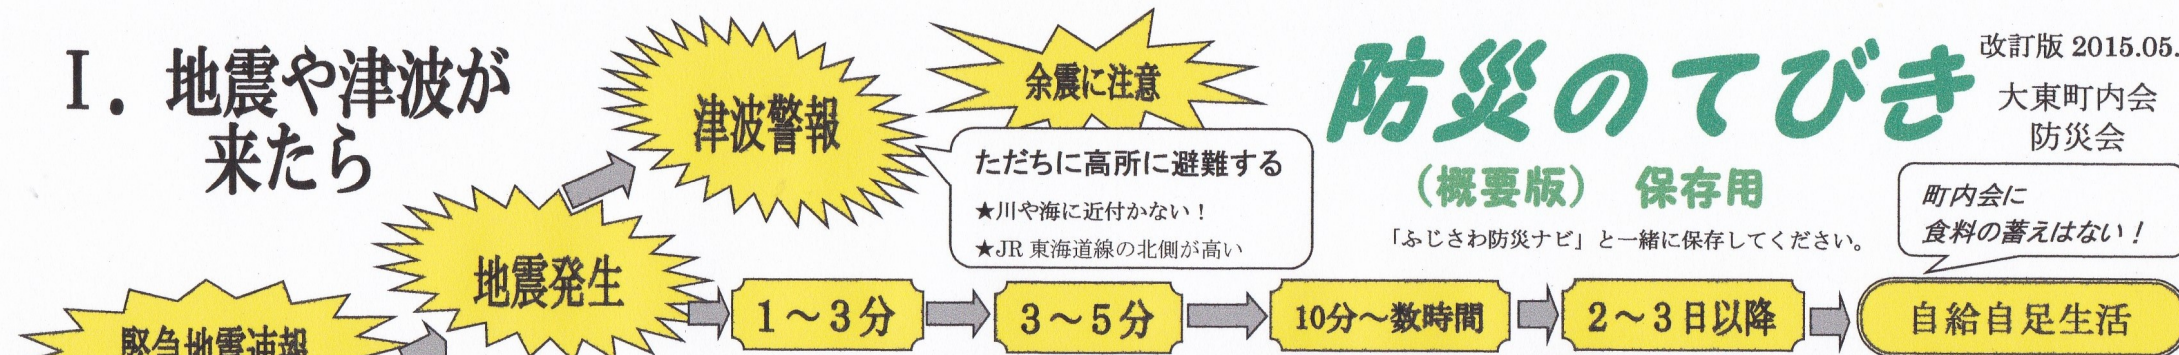 I. 地震や津波が
来たら
津波警報
余震に注意
ただちに高所に避難する
★川や海に近付かない!
★JR 東海道線の北側が高い
防災のてびき
(概要版) 保存用
「ふじさわ防災ナビ」と一緒に保存してください。
改訂版 2015.05.
大東町内会
防災会
町内会に
食料の蓄えはない!
緊急地震速報
地震発生
1~3分
3~5分
10分~数時間
2~3日以降
自給自足生活